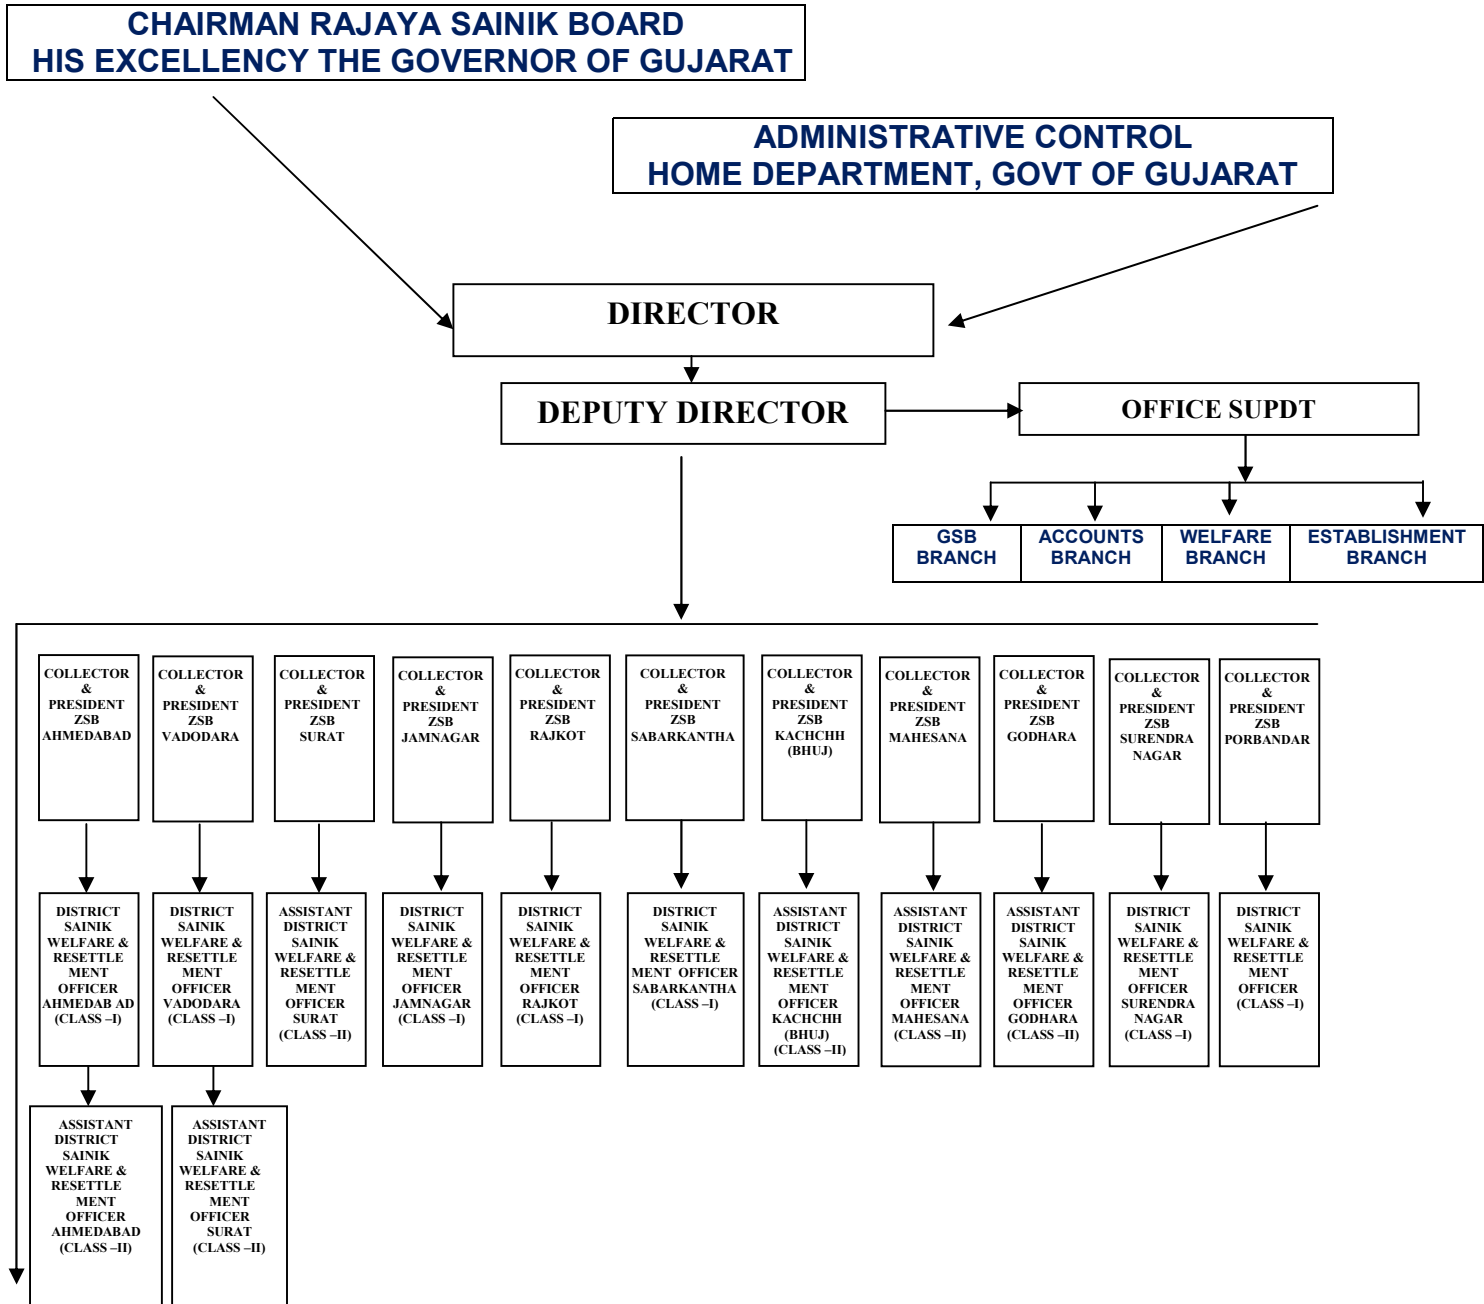 CHAIRMAN RAJAYA SAINIK BOARD
HIS EXCELLENCY THE GOVERNOR OF GUJARAT
ADMINISTRATIVE CONTROL
HOME DEPARTMENT, GOVT OF GUJARAT
DIRECTOR
DEPUTY DIRECTOR
OFFICE SUPDT
GSB
BRANCH
ACCOUNTS
BRANCH
WELFARE
BRANCH
ESTABLISHMENT
BRANCH
COLLECTOR
&
PRESIDENT
ZSB
AHMEDABAD
COLLECTOR
&
PRESIDENT
ZSB
VADODARA
COLLECTOR
&
PRESIDENT
ZSB
SURAT
COLLECTOR
&
PRESIDENT
ZSB
JAMNAGAR
COLLECTOR
&
PRESIDENT
ZSB
RAJKOT
COLLECTOR
&
PRESIDENT
ZSB
SABARKANTHA
COLLECTOR
&
PRESIDENT
ZSB
KACHCHH
(BHUJ)
COLLECTOR
&
PRESIDENT
ZSB
MAHESANA
COLLECTOR
&
PRESIDENT
ZSB
GODHARA
COLLECTOR
&
PRESIDENT
ZSB
SURENDRA
NAGAR
COLLECTOR
&
PRESIDENT
ZSB
PORBANDAR
DISTRICT
SAINIK
WELFARE &
RESETTLE
MENT
OFFICER
AHMEDAB AD
(CLASS –I)
DISTRICT
SAINIK
WELFARE &
RESETTLE
MENT
OFFICER
VADODARA
(CLASS –I)
ASSISTANT
DISTRICT
SAINIK
WELFARE &
RESETTLE
MENT
OFFICER
SURAT
(CLASS –II)
DISTRICT
SAINIK
WELFARE &
RESETTLE
MENT
OFFICER
JAMNAGAR
(CLASS –I)
DISTRICT
SAINIK
WELFARE &
RESETTLE
MENT
OFFICER
RAJKOT
(CLASS –I)
DISTRICT
SAINIK
WELFARE &
RESETTLE
MENT OFFICER
SABARKANTHA
(CLASS –I)
ASSISTANT
DISTRICT
SAINIK
WELFARE &
RESETTLE
MENT
OFFICER
KACHCHH
(BHUJ)
(CLASS –II)
ASSISTANT
DISTRICT
SAINIK
WELFARE &
RESETTLE
MENT
OFFICER
MAHESANA
(CLASS –II)
ASSISTANT
DISTRICT
SAINIK
WELFARE &
RESETTLE
MENT
OFFICER
GODHARA
(CLASS –II)
DISTRICT
SAINIK
WELFARE &
RESETTLE
MENT
OFFICER
SURENDRA
NAGAR
(CLASS –I)
DISTRICT
SAINIK
WELFARE &
RESETTLE
MENT
OFFICER
(CLASS –I)
ASSISTANT
DISTRICT
SAINIK
WELFARE &
RESETTLE
MENT
OFFICER
AHMEDABAD
(CLASS –II)
ASSISTANT
DISTRICT
SAINIK
WELFARE &
RESETTLE
MENT
OFFICER
SURAT
(CLASS –II)